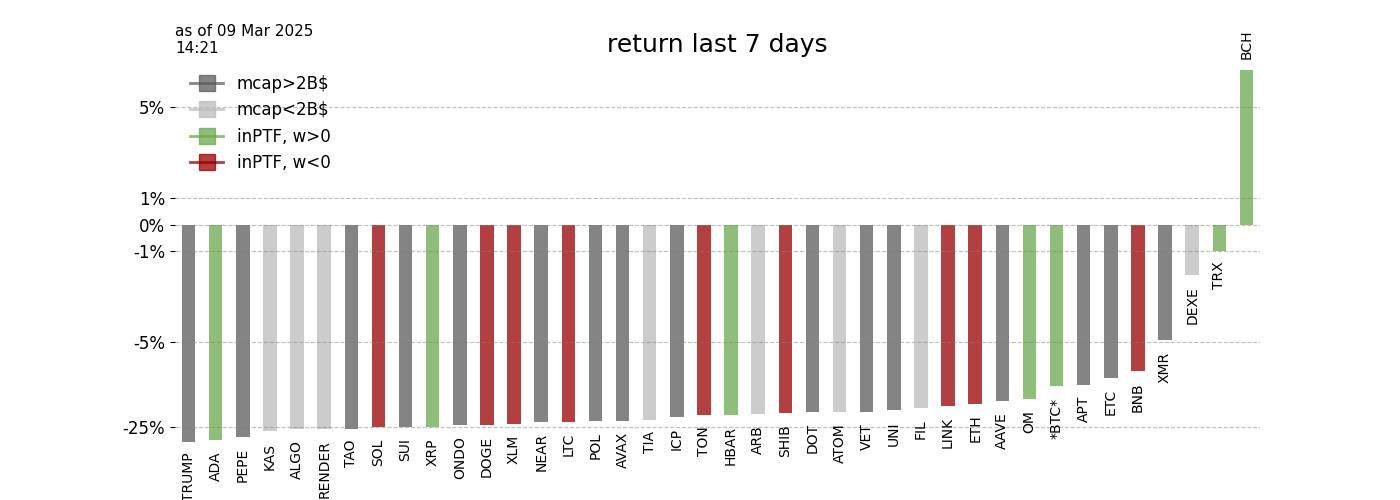 as of 09 Mar 2025
14:21
return last 7 days
mcap>2B$
mcap<2B$
inPTF, w>0
inPTF, w<0
5%
1%
0%
-1%
-5%
-25%
TRUMP
ADA
PEPE
KAS
ALGO
RENDER
TAO
SOL
SUI
XRP
ONDO
DOGE
XLM
NEAR
LTC
POL
AVAX
TIA
ICP
TON
HBAR
ARB
SHIB
DOT
ATOM
VET
UNI
FIL
LINK
ETH
AAVE
OM
*BTC*
APT
ETC
BNB
XMR
DEXE
TRX
BCH